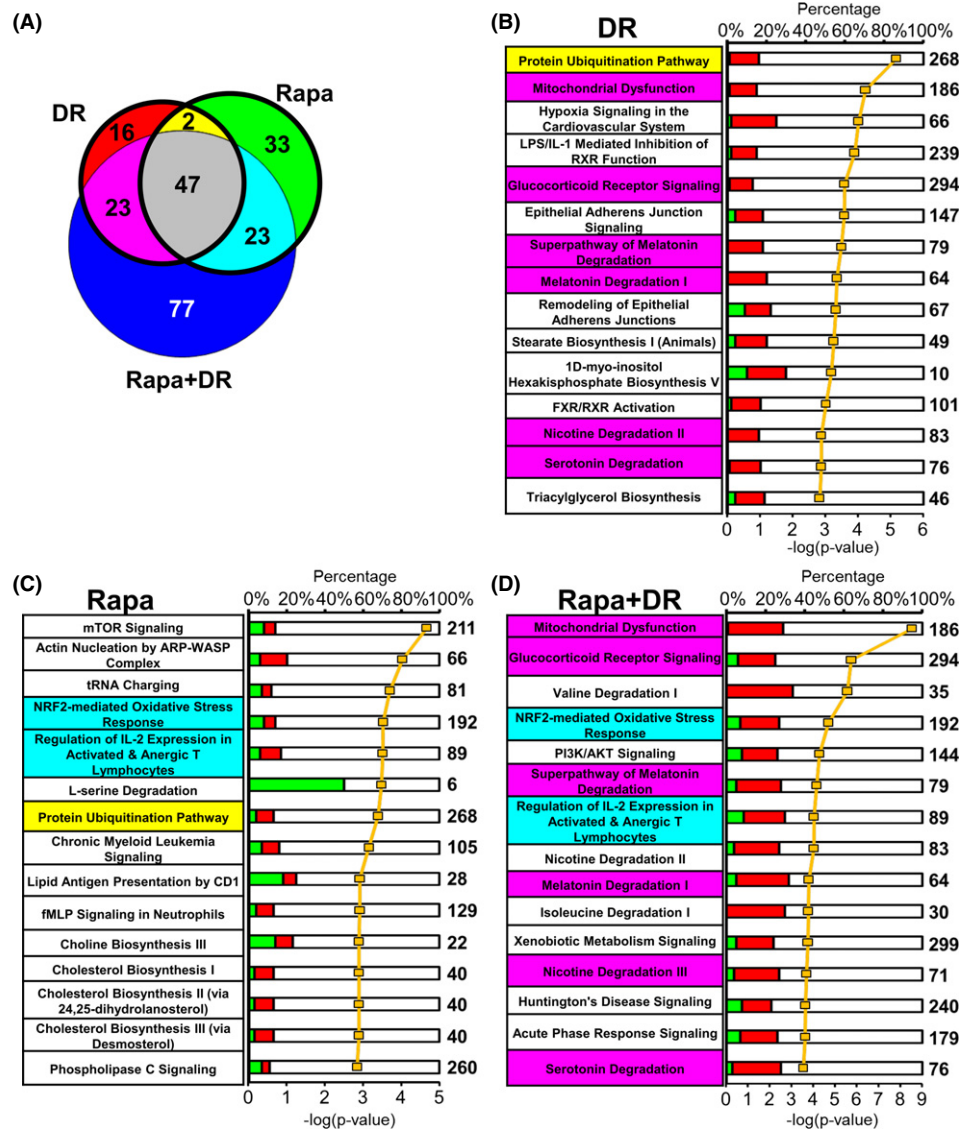 (A)
DR
Rapa
16
2
33
47
23
23
77
Rapa+DR
(B)
DR
Percentage
0% 20% 40% 60% 80% 100%
Protein Ubiquitination Pathway
268
Mitochondrial Dysfunction
186
Hypoxia Signaling in the
Cardiovascular System
66
LPS/IL-1 Mediated Inhibition of
RXR Function
239
Glucocorticoid Receptor Signaling
294
Epithelial Adherens Junction
Signaling
147
Superpathway of Melatonin
Degradation
79
Melatonin Degradation I
64
Remodeling of Epithelial
Adherens Junctions
67
Stearate Biosynthesis I (Animals)
49
1D-myo-inositol
Hexakisphosphate Biosynthesis V
10
FXR/RXR Activation
101
Nicotine Degradation II
83
Serotonin Degradation
76
Triacylglycerol Biosynthesis
46
0 1 2 3 4 5 6
-log(p-value)
(C)
Rapa
Percentage
0% 20% 40% 60% 80% 100%
mTOR Signaling
211
Actin Nucleation by ARP-WASP
Complex
66
tRNA Charging
81
NRF2-mediated Oxidative Stress
Response
192
Regulation of IL-2 Expression in
Activated & Anergic T
Lymphocytes
89
L-serine Degradation
6
Protein Ubiquitination Pathway
268
Chronic Myeloid Leukemia
Signaling
105
Lipid Antigen Presentation by CD1
28
fMLP Signaling in Neutrophils
129
Choline Biosynthesis III
22
Cholesterol Biosynthesis I
40
Cholesterol Biosynthesis II (via
24,25-dihydrolanosterol)
40
Cholesterol Biosynthesis III (via
Desmosterol)
40
Phospholipase C Signaling
260
0 1 2 3 4 5
-log(p-value)
(D)
Rapa+DR
Percentage
0% 20% 40% 60% 80% 100%
Mitochondrial Dysfunction
186
Glucocorticoid Receptor Signaling
294
Valine Degradation I
35
NRF2-mediated Oxidative Stress
Response
192
PI3K/AKT Signaling
144
Superpathway of Melatonin
Degradation
79
Regulation of IL-2 Expression in
Activated & Anergic T
Lymphocytes
89
Nicotine Degradation II
83
Melatonin Degradation I
64
Isoleucine Degradation I
30
Xenobiotic Metabolism Signaling
299
Nicotine Degradation III
71
Huntington's Disease Signaling
240
Acute Phase Response Signaling
179
Serotonin Degradation
76
0 1 2 3 4 5 6 7 8 9
-log(p-value)